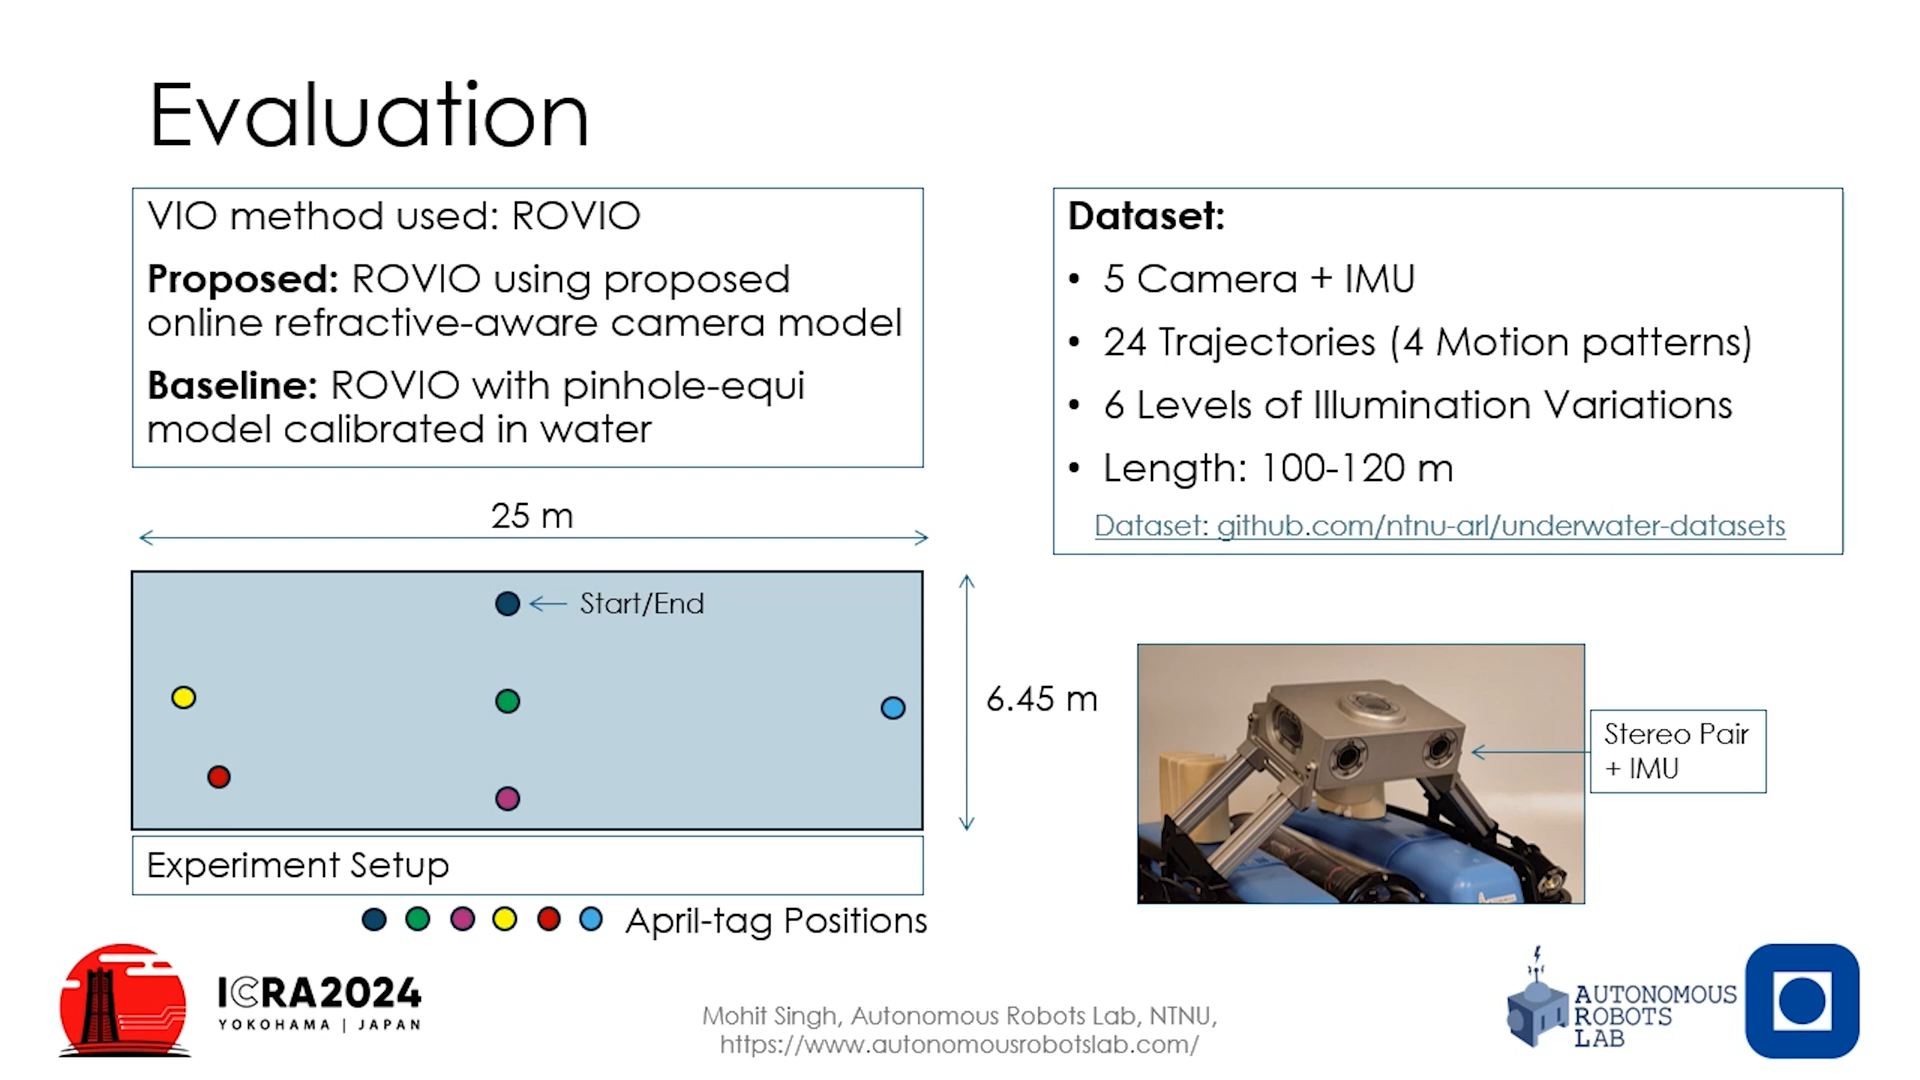 Evaluation
VIO method used: ROVIO
Proposed: ROVIO using proposed
online refractive-aware camera model
Baseline: ROVIO with pinhole-equi
model calibrated in water
Dataset:
• 5 Camera + IMU
• 24 Trajectories (4 Motion patterns)
• 6 Levels of Illumination Variations
• Length: 100-120 m
Dataset: github.com/ntnu-arl/underwater-datasets
25 m
Start/End
6.45 m
Experiment Setup
April-tag Positions
Stereo Pair
+ IMU
ICRA2024
YOKOHAMA | JAPAN
Mohit Singh, Autonomous Robots Lab, NTNU,
https://www.autonomousrobotslab.com/
AUTONOMOUS
ROBOTS
LAB